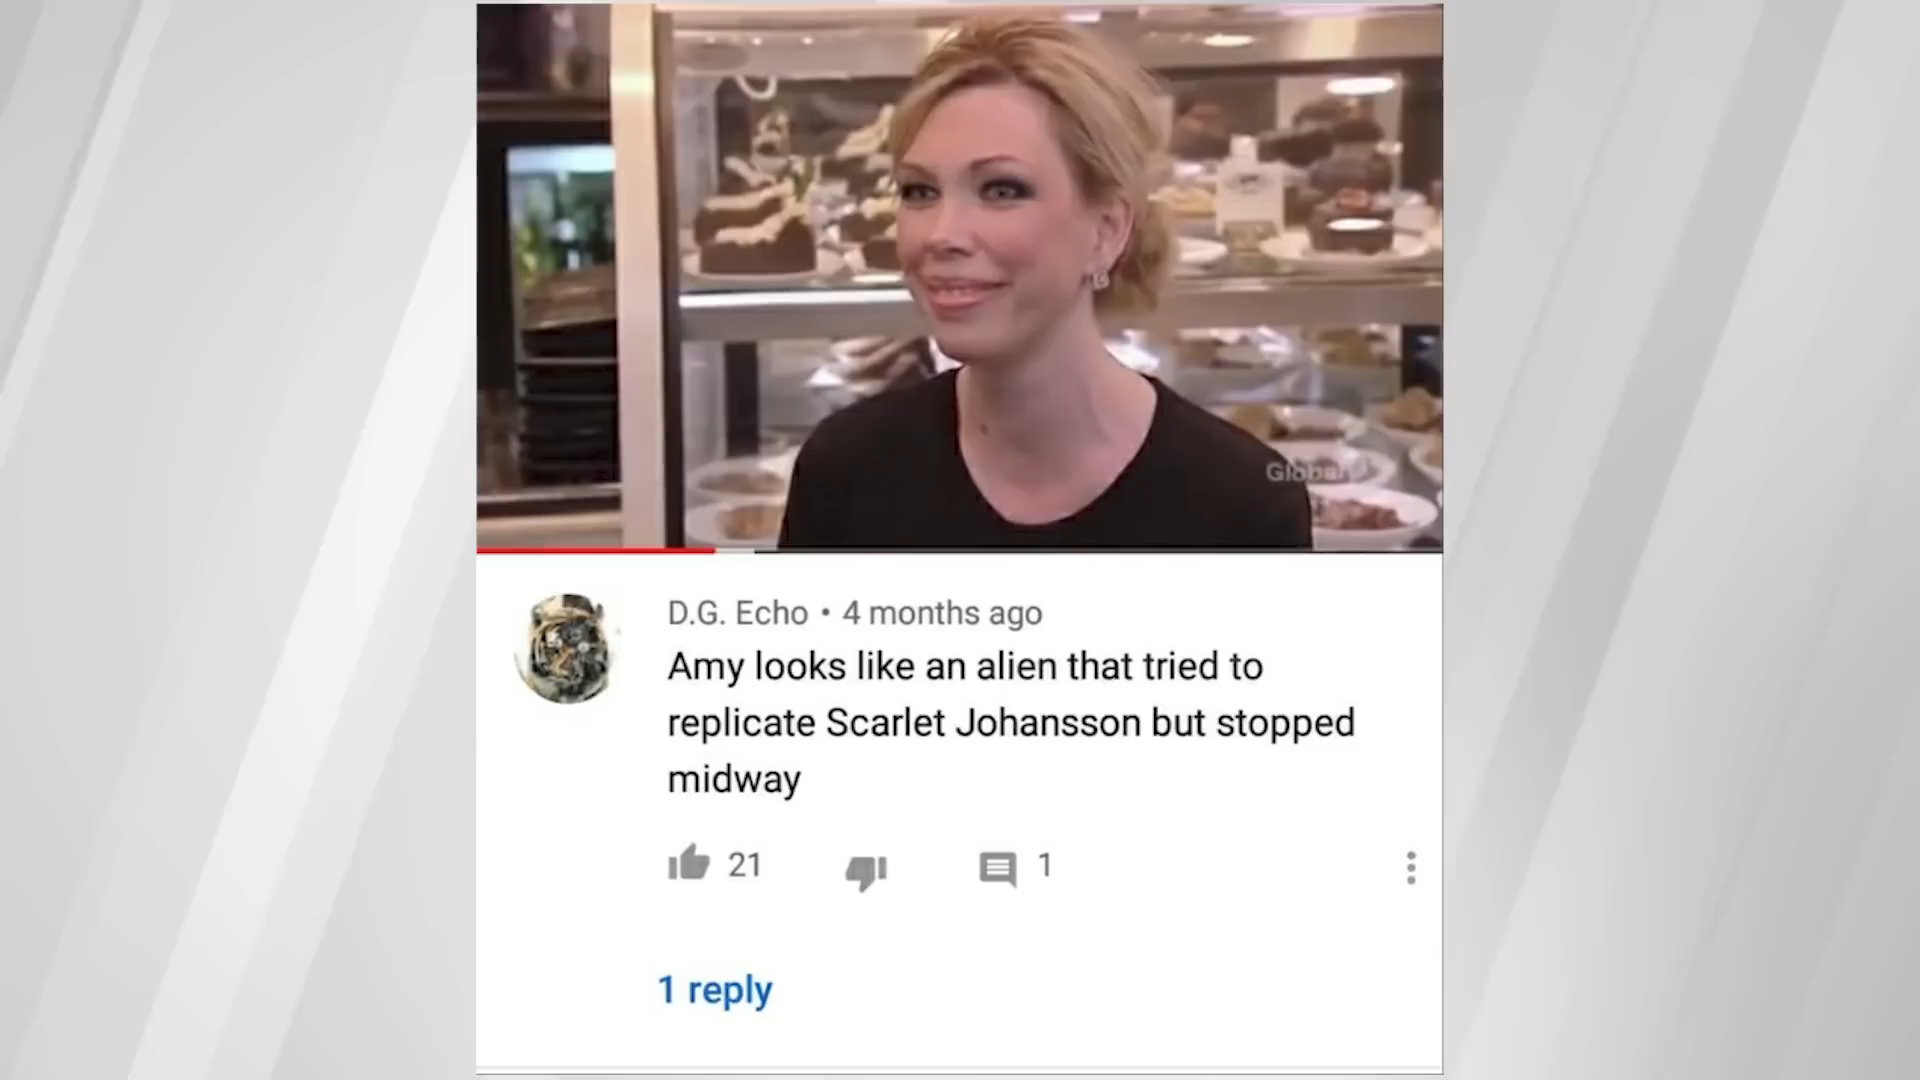 Global
D.G. Echo • 4 months ago
Amy looks like an alien that tried to
replicate Scarlet Johansson but stopped
midway
21
1
1 reply